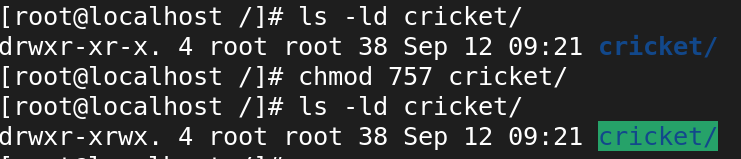 [root@localhost /]# ls -ld cricket/
drwxr-xr-x. 4 root root 38 Sep 12 09:21 cricket/
[root@localhost /]# chmod 757 cricket/
[root@localhost /]# ls -ld cricket/
drwxr-xrwx. 4 root root 38 Sep 12 09:21 cricket/